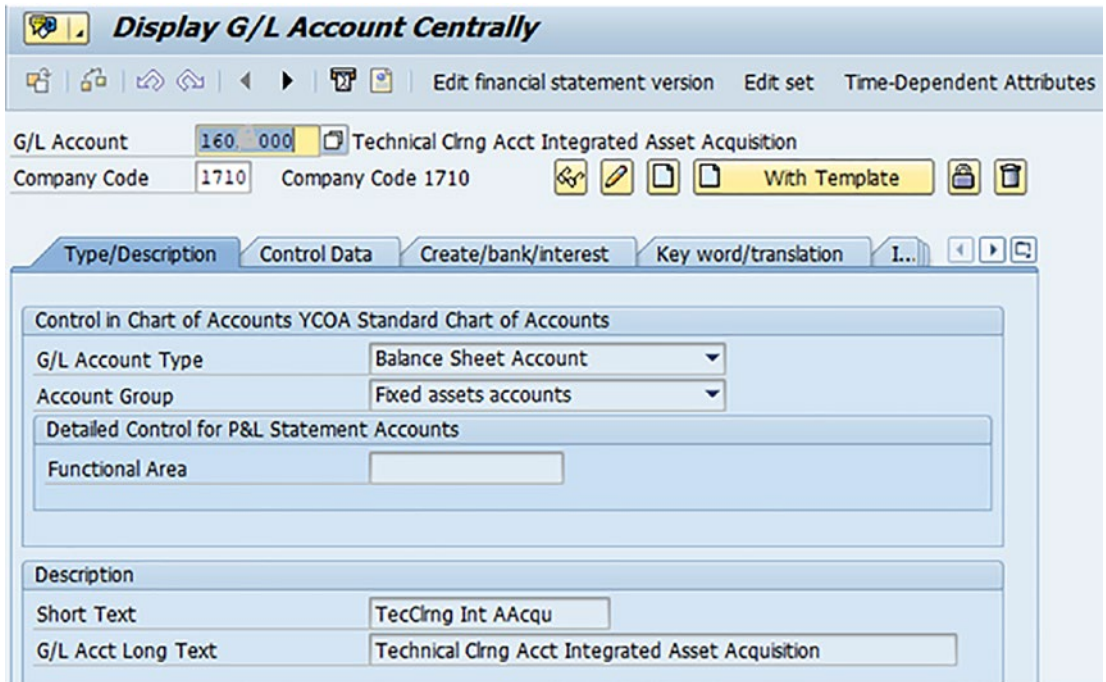 Display G/L Account Centrally
Edit financial statement version Edit set Time-Dependent Attributes
G/L Account 000 Technical Clrng Acct Integrated Asset Acquisition
Company Code 1710 Company Code 1710 With Template
Type/Description Control Data Create/bank/interest Key word/translation I...
Control in Chart of Accounts YCOA Standard Chart of Accounts
G/L Account Type Balance Sheet Account
Account Group Fixed assets accounts
Detailed Control for P&L Statement Accounts
Functional Area
Description
Short Text TecClrng Int AAcqu
G/L Acct Long Text Technical Clrng Acct Integrated Asset Acquisition